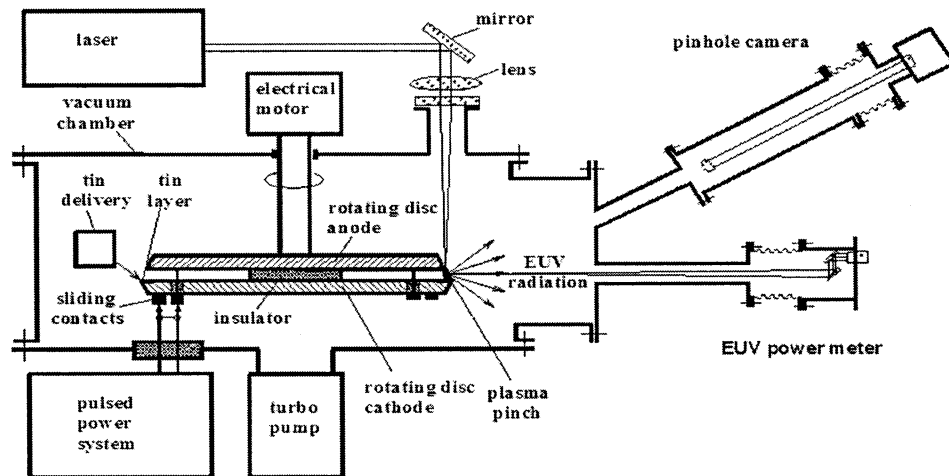 laser
mirror
lens
pinhole camera
electrical
motor
vacuum
chamber
tin
delivery
tin
layer
rotating disc
anode
EUV
radiation
sliding
contacts
insulator
EUV power meter
rotating disc
cathode
plasma
pinch
pulsed
power
system
turbo
pump